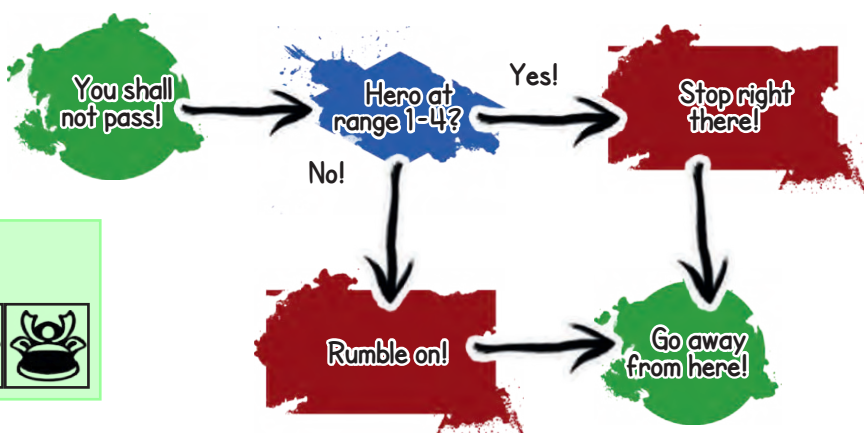 You shall
not pass!
Hero at
range 1-4?
Yes!
Stop right
there!
No!
Rumble on!
Go away
from here!